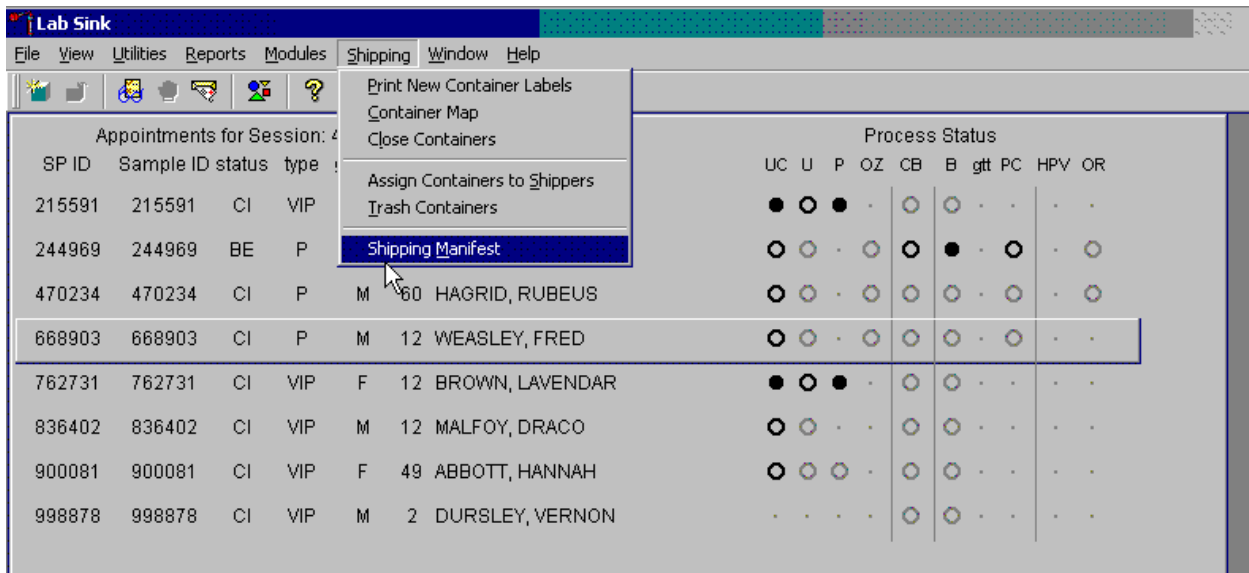 Lab Sink
File View Utilities Reports Modules Shipping Window Help
Print New Container Labels
Container Map
Close Containers
Assign Containers to Shippers
Trash Containers
Shipping Manifest
Appointments for Session: 4
Process Status
SP ID Sample ID status type UC U P OZ CB B gtt PC HPV OR
215591 215591 CI VIP
244969 244969 BE P
470234 470234 CI P M 60 HAGRID, RUBEUS
668903 668903 CI P M 12 WEASLEY, FRED
762731 762731 CI VIP F 12 BROWN, LAVENDAR
836402 836402 CI VIP M 12 MALFOY, DRACO
900081 900081 CI VIP F 49 ABBOTT, HANNAH
998878 998878 CI VIP M 2 DURSLEY, VERNON